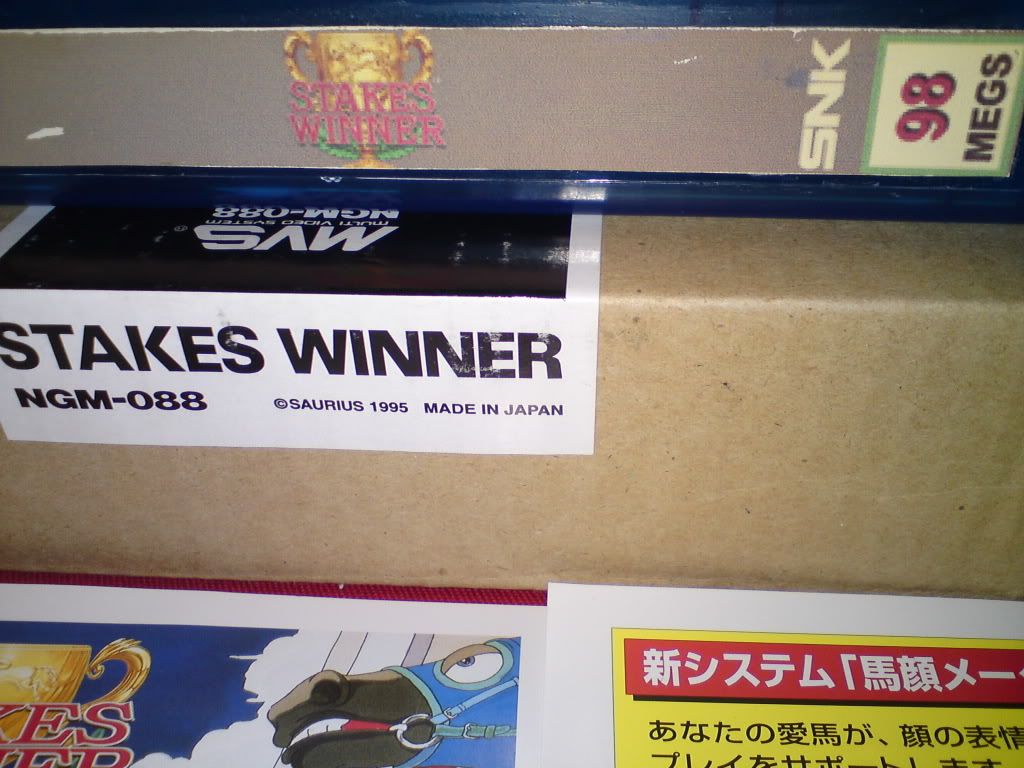 STAKES
WINNER
SNK
98
MEGS
NGM-088
MULTI VIDEO SYSTEM
MVS
®
STAKES WINNER
NGM-088
©SAURIUS 1995 MADE IN JAPAN
KES
新システム「馬顔メー
あなたの愛馬が、顔の表情
プレイをサポートします